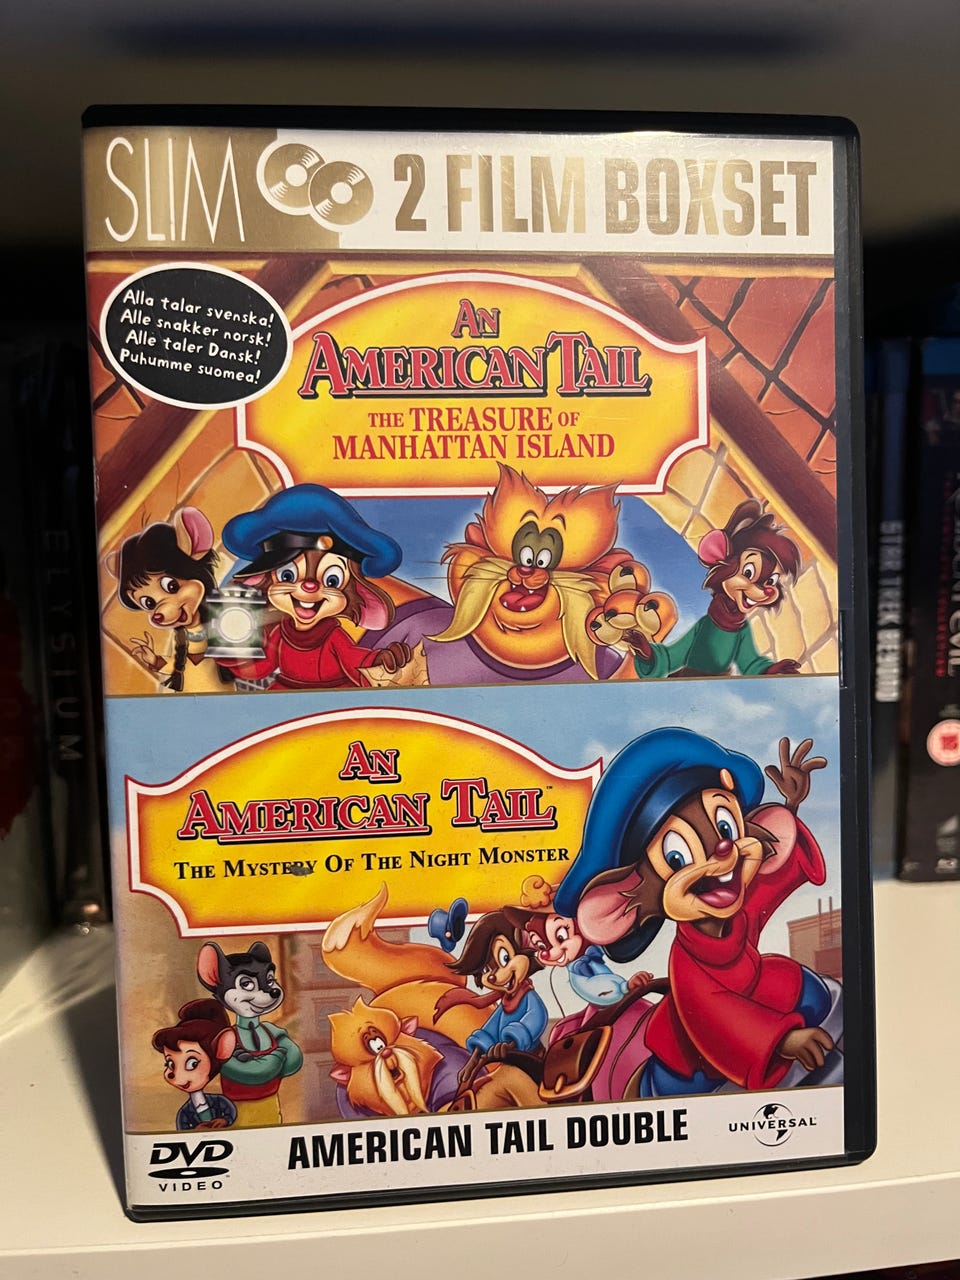 SLIM 2 FILM BOXSET
Alla talar svenska!
Alle snakker norsk!
Alle taler Dansk!
Puhumme suomea!
AN
AMERICAN TAIL
THE TREASURE OF
MANHATTAN ISLAND
AN
AMERICAN TAIL™
THE MYSTERY OF THE NIGHT MONSTER
DVD
VIDEO
AMERICAN TAIL DOUBLE
UNIVERSAL
ELYSIUM
STAR TREK BEYOND
15